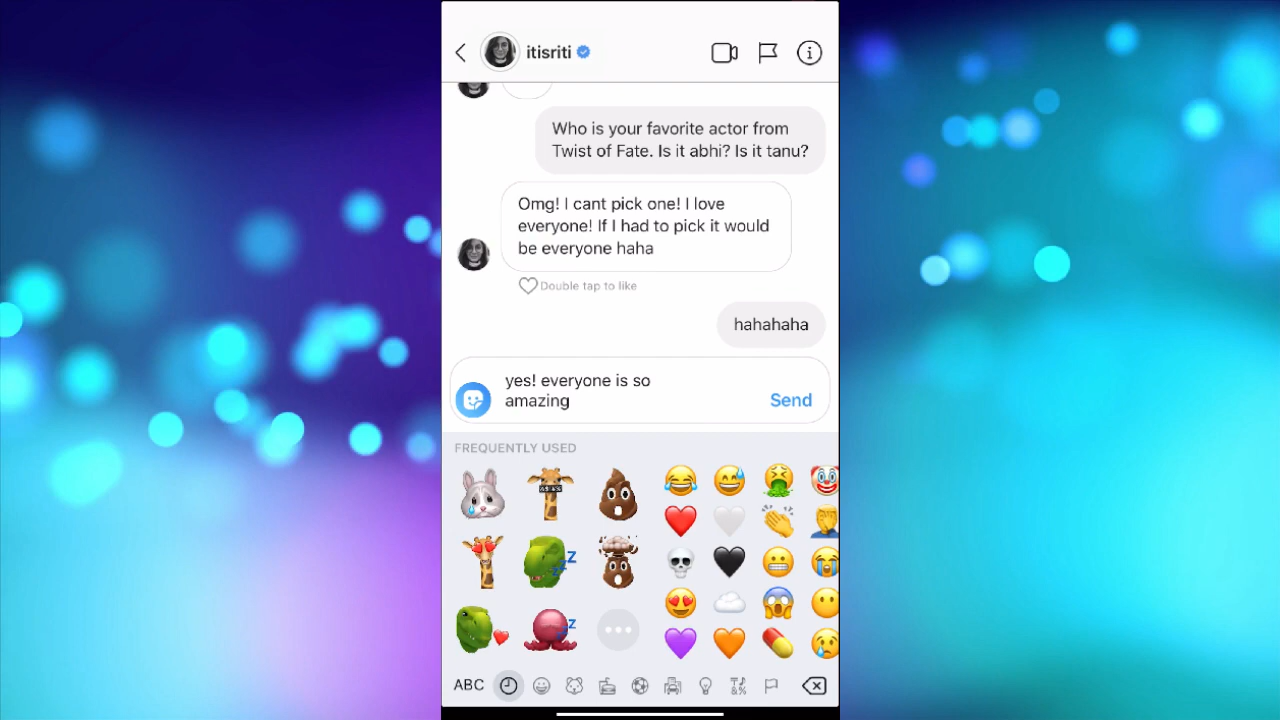 itisriti
Who is your favorite actor from
Twist of Fate. Is it abhi? Is it tanu?
Omg! I cant pick one! I love
everyone! If I had to pick it would
be everyone haha
Double tap to like
hahahaha
yes! everyone is so
amazing
Send
FREQUENTLY USED
ABC